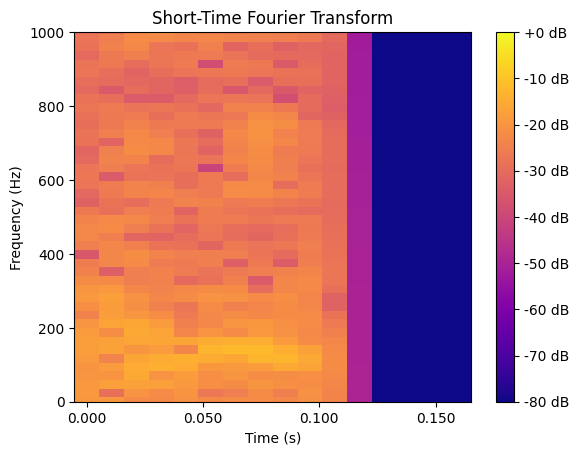 Short-Time Fourier Transform
1000
800
600
400
200
0
Frequency (Hz)
0.000
0.050
0.100
0.150
Time (s)
+0 dB
-10 dB
-20 dB
-30 dB
-40 dB
-50 dB
-60 dB
-70 dB
-80 dB